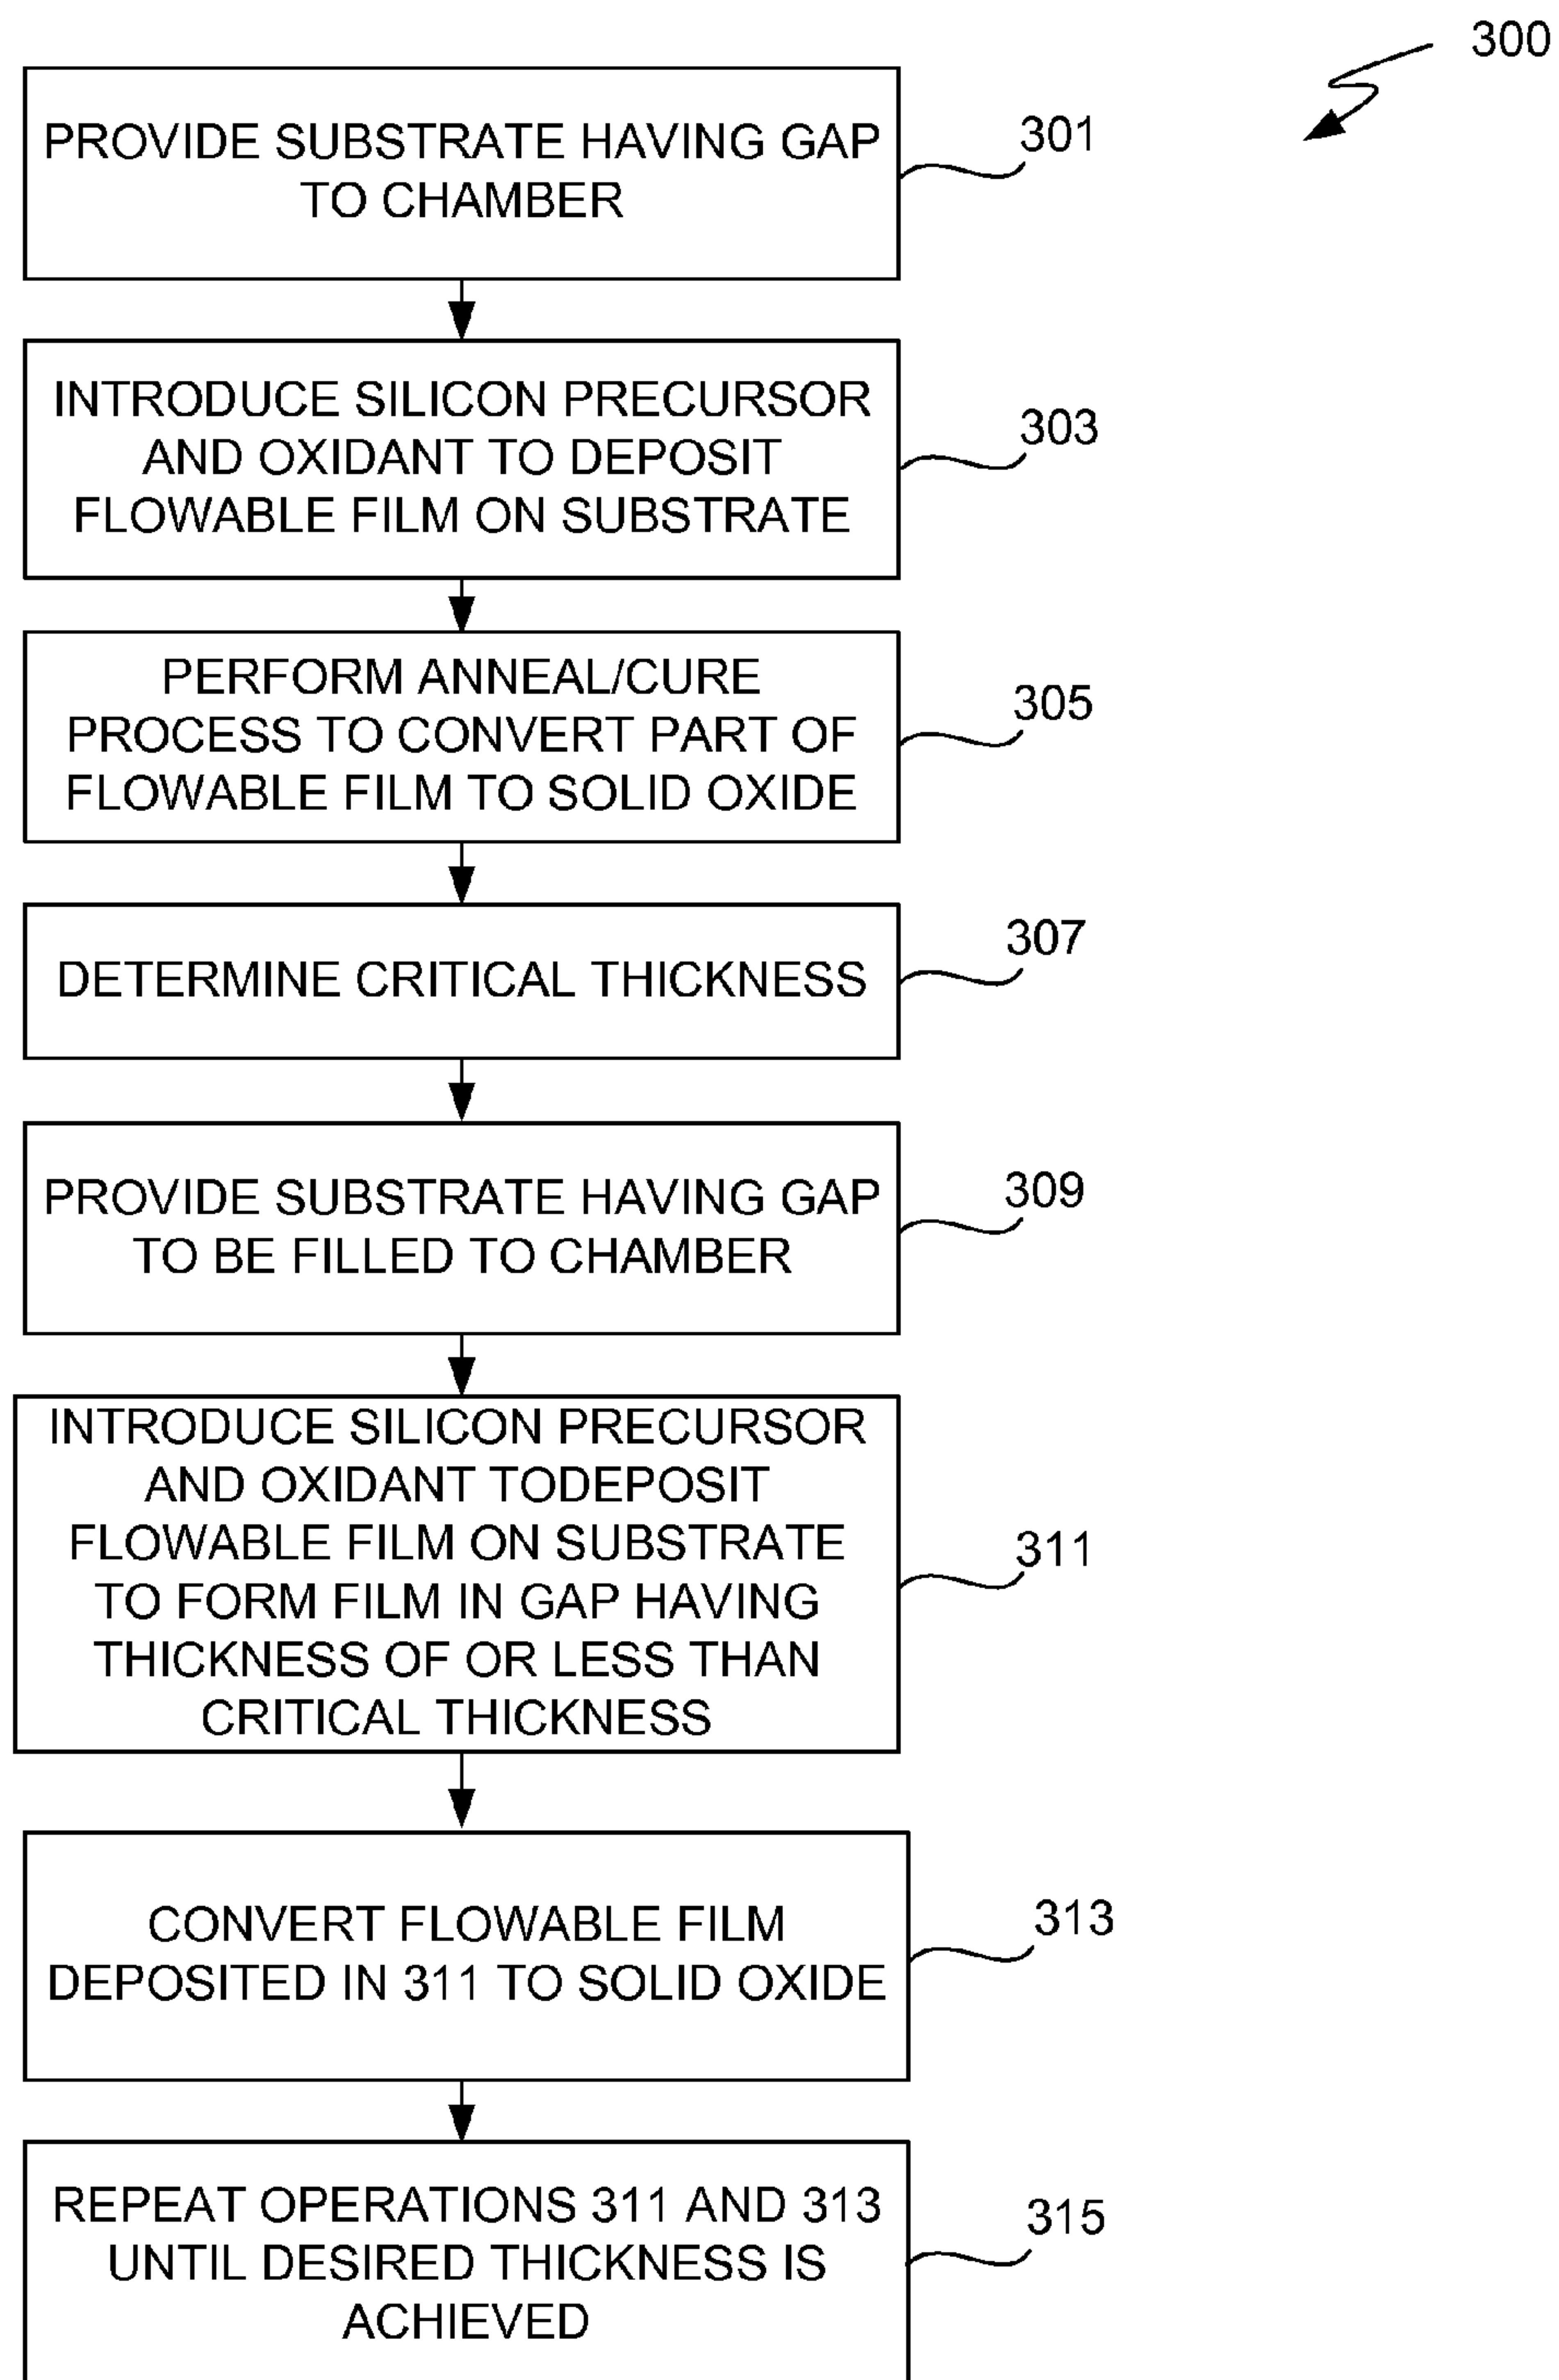 300
PROVIDE SUBSTRATE HAVING GAP
TO CHAMBER
301
INTRODUCE SILICON PRECURSOR
AND OXIDANT TO DEPOSIT
FLOWABLE FILM ON SUBSTRATE
303
PERFORM ANNEAL/CURE
PROCESS TO CONVERT PART OF
FLOWABLE FILM TO SOLID OXIDE
305
DETERMINE CRITICAL THICKNESS
307
PROVIDE SUBSTRATE HAVING GAP
TO BE FILLED TO CHAMBER
309
INTRODUCE SILICON PRECURSOR
AND OXIDANT TODEPOSIT
FLOWABLE FILM ON SUBSTRATE
TO FORM FILM IN GAP HAVING
THICKNESS OF OR LESS THAN
CRITICAL THICKNESS
311
CONVERT FLOWABLE FILM
DEPOSITED IN 311 TO SOLID OXIDE
313
REPEAT OPERATIONS 311 AND 313
UNTIL DESIRED THICKNESS IS
ACHIEVED
315